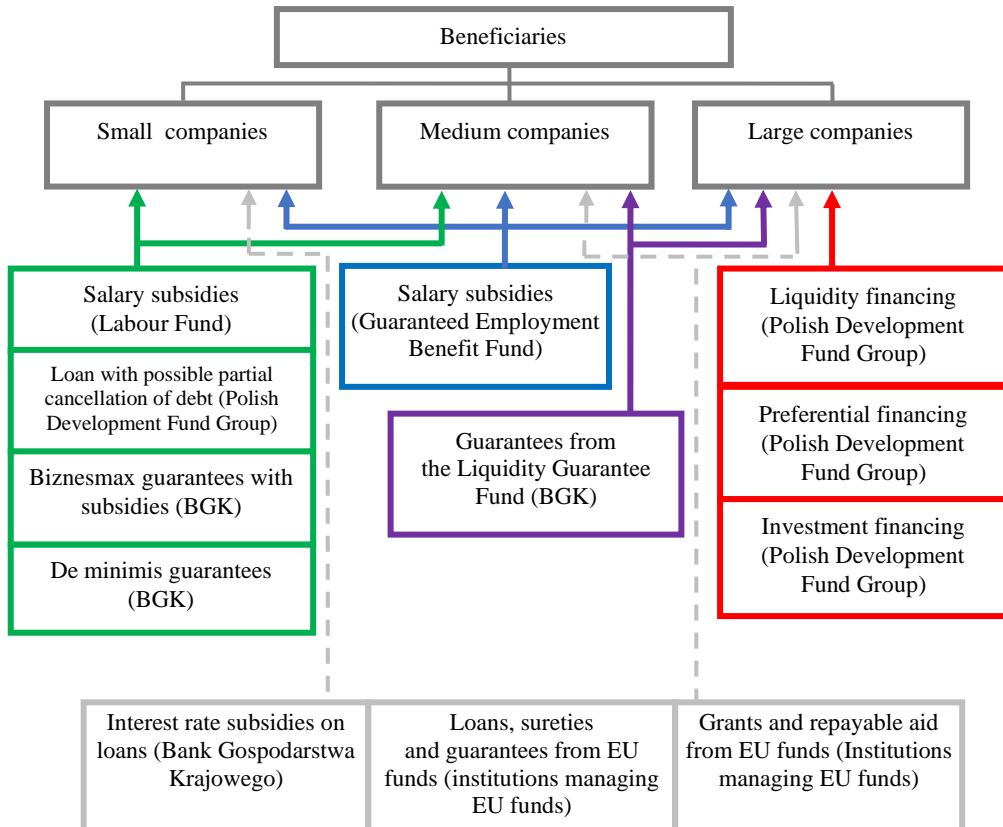 Beneficiaries
Small companies
Medium companies
Large companies
Salary subsidies
(Labour Fund)
Loan with possible partial
cancellation of debt (Polish
Development Fund Group)
Biznesmax guarantees with
subsidies (BGK)
De minimis guarantees
(BGK)
Salary subsidies
(Guaranteed Employment
Benefit Fund)
Guarantees from
the Liquidity Guarantee
Fund (BGK)
Liquidity financing
(Polish Development
Fund Group)
Preferential financing
(Polish Development
Fund Group)
Investment financing
(Polish Development
Fund Group)
Interest rate subsidies on
loans (Bank Gospodarstwa
Krajowego)
Loans, sureties
and guarantees from EU
funds (institutions managing
EU funds)
Grants and repayable aid
from EU funds (Institutions
managing EU funds)